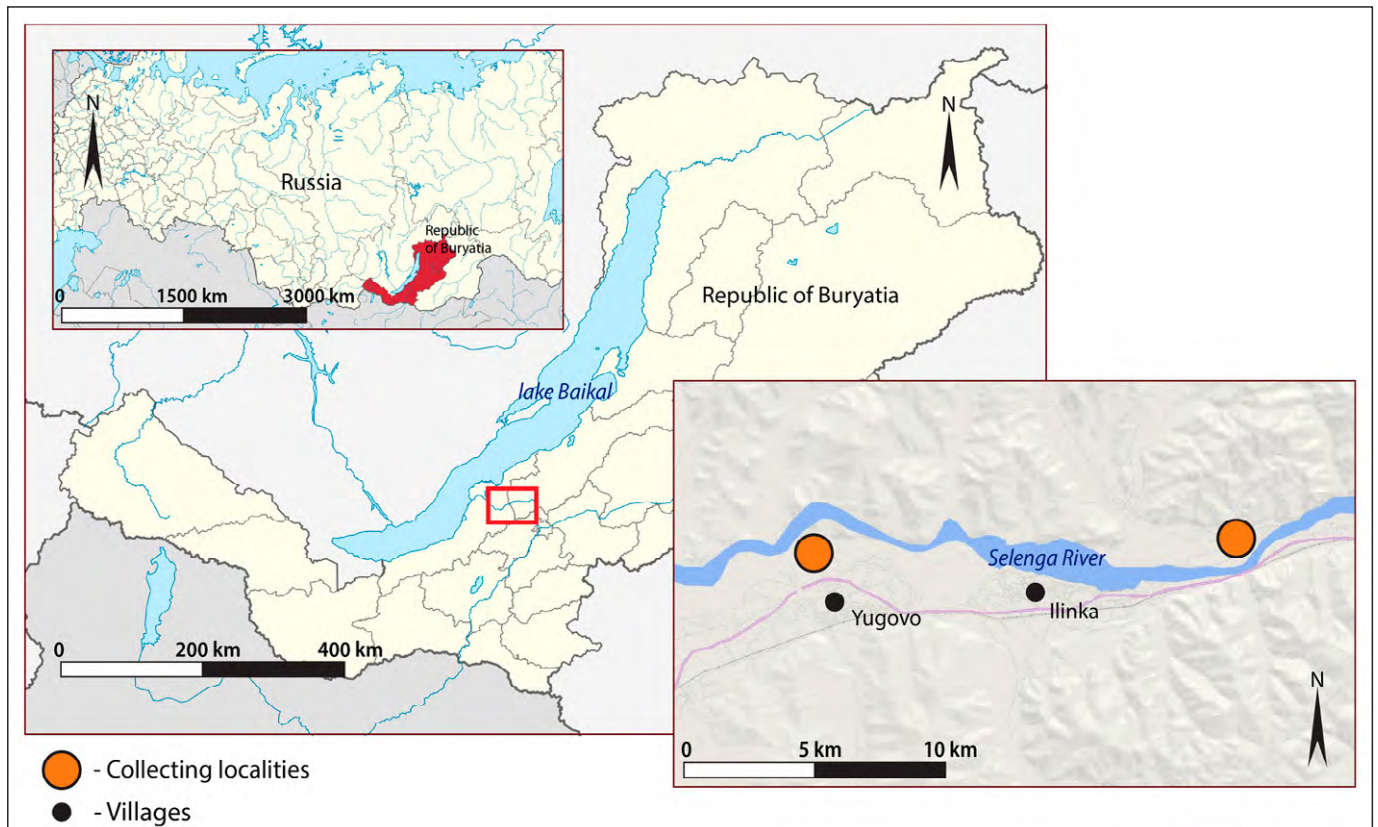 N
Russia
Republic
of Buryatia
0 1500 km 3000 km
N
Republic of Buryatia
lake Baikal
0 200 km 400 km
Selenga River
Yugovo
Ilinka
N
0 5 km 10 km
- Collecting localities
- Villages